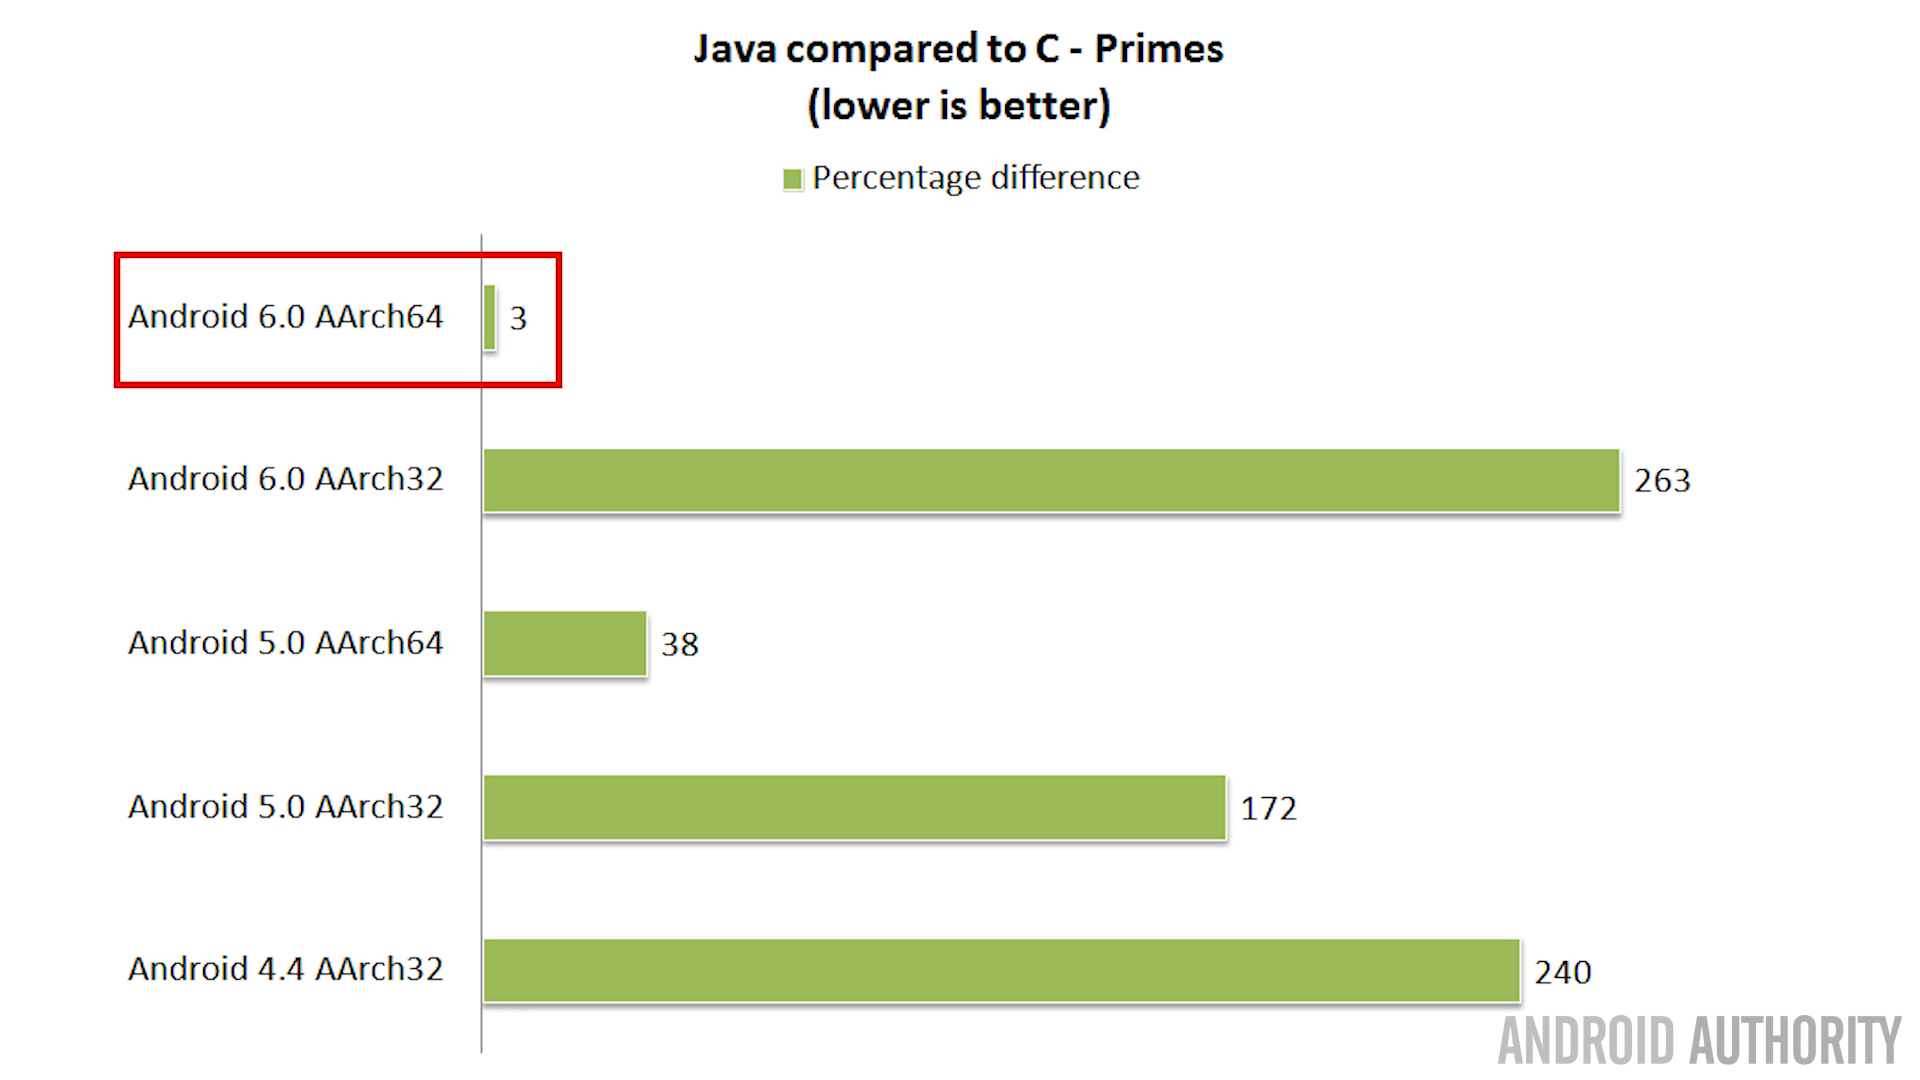 Java compared to C - Primes
(lower is better)
Percentage difference
Android 6.0 AArch64 3
Android 6.0 AArch32 263
Android 5.0 AArch64 38
Android 5.0 AArch32 172
Android 4.4 AArch32 240
ANDROID AUTHORITY